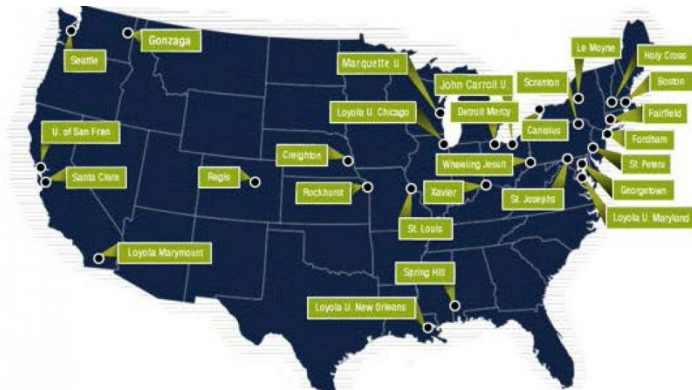 Le Moyne
Seattle
Gonzaga
Marquette U.
John Carroll U.
Scranton
Holy Cross
Boston
Loyola U. Chicago
Detroit Mercy
Canisius
Fairfield
Fordham
U. of San Fran
Creighton
Wheeling Jesuit
St. Peters
Santa Clara
Regis
Rockhurst
Xavier
St. Josephs
Georgetown
St. Louis
Loyola U. Maryland
Loyola Marymount
Spring Hill
Loyola U. New Orleans